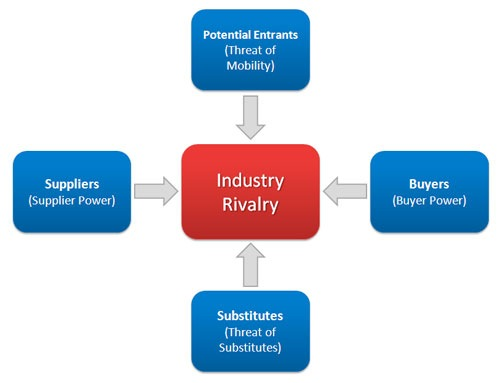 Potential Entrants
(Threat of
Mobility)
Suppliers
(Supplier Power)
Industry
Rivalry
Buyers
(Buyer Power)
Substitutes
(Threat of
Substitutes)